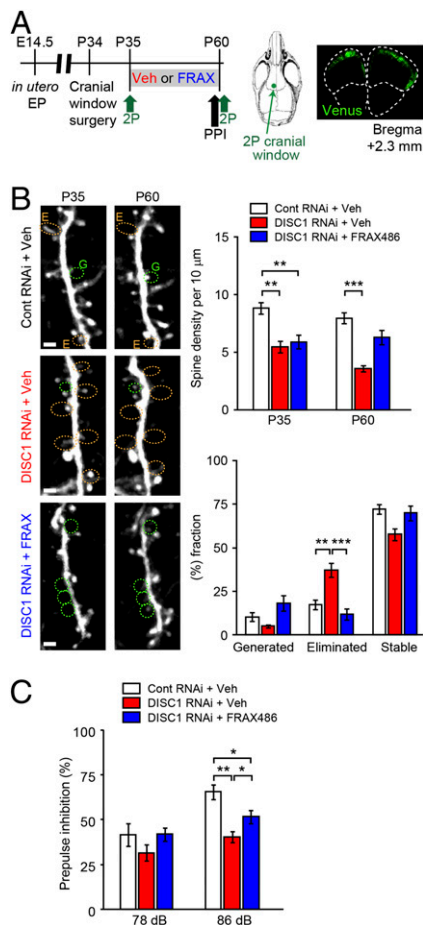 A
E14.5 P34 P35 P60
Veh or FRAX
in utero
EP
Cranial
window
surgery
2P
PPI
2P
2P cranial
window
Venus
Bregma
+2.3 mm
B
P35 P60
Cont RNAi + Veh
E
G
E
E
G
E
DISC1 RNAi + Veh
DISC1 RNAi + FRAX
Cont RNAi + Veh
DISC1 RNAi + Veh
DISC1 RNAi + FRAX486
Spine density per 10 μm
10
5
0
** ** ***
P35 P60
(%) fraction
100
75
50
25
0
** ***
Generated Eliminated Stable
C
Cont RNAi + Veh
DISC1 RNAi + Veh
DISC1 RNAi + FRAX486
Prepulse inhibition (%)
100
75
50
25
0
*
** *
78 dB 86 dB